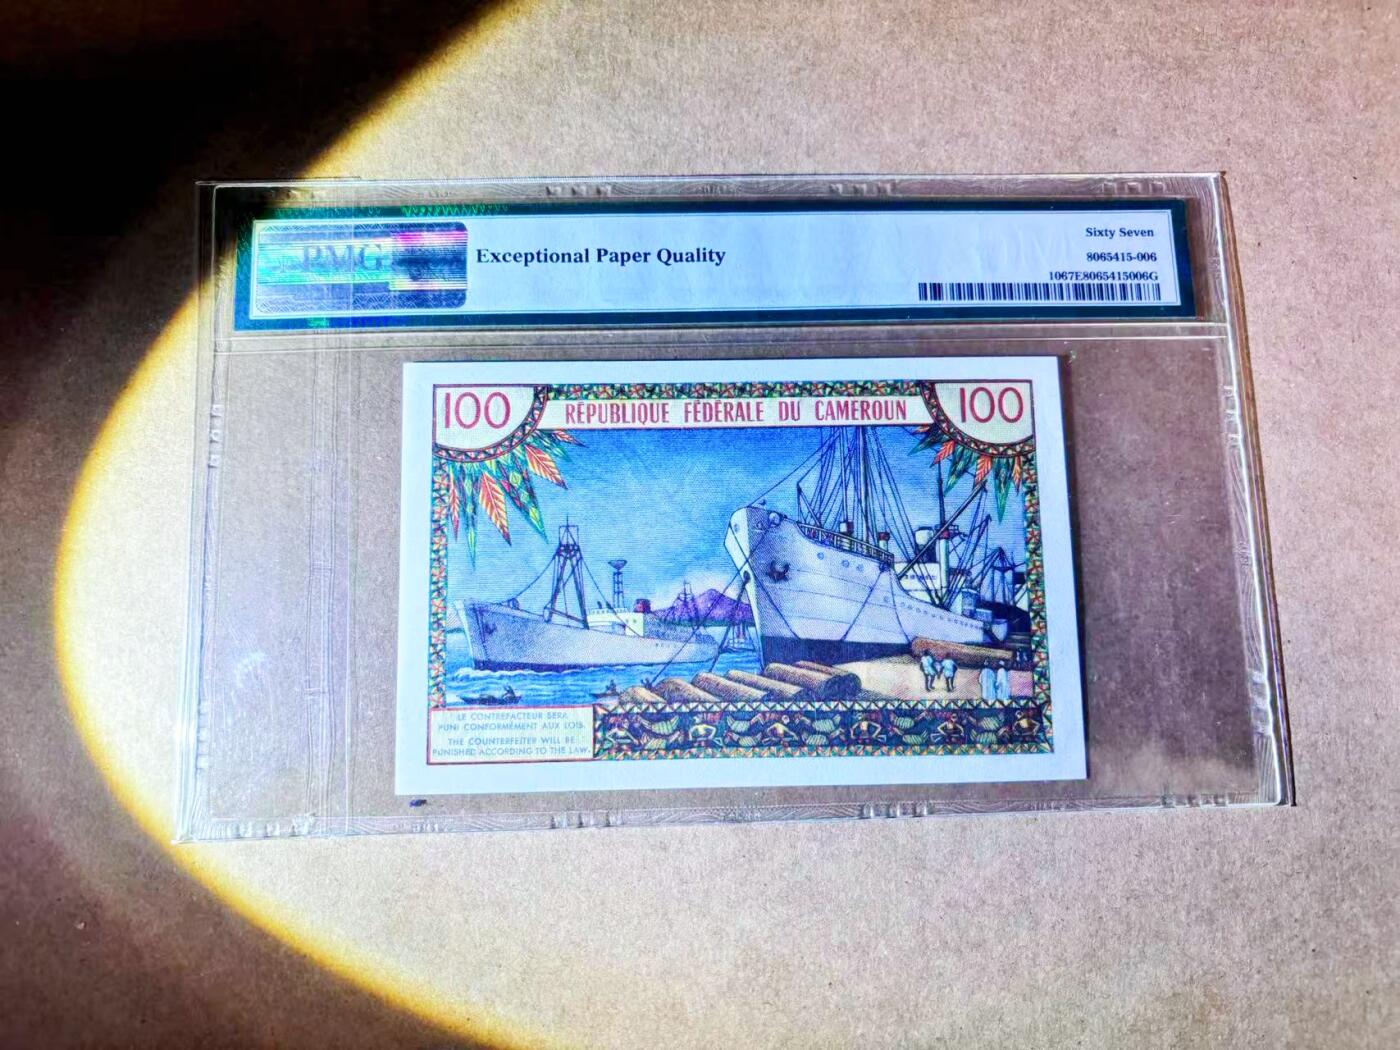 PMG
Exceptional Paper Quality
Sixty Seven
8065415-006
1067E8065415006G
100
RÉPUBLIQUE FÉDÉRALE DU CAMEROUN
100
LE CONTREFACTEUR SERA
PUNI CONFORMÉMENT AUX LOIS.
THE COUNTERFEITER WILL BE
PUNISHED ACCORDING TO THE LAW.